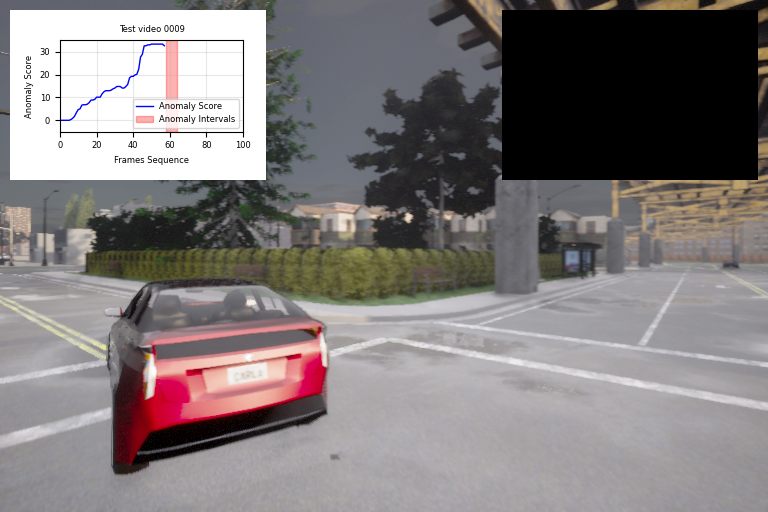 Test video 0009
Anomaly Score
30
20
10
0
Anomaly Score
Anomaly Intervals
0 20 40 60 80 100
Frames Sequence
CARLA